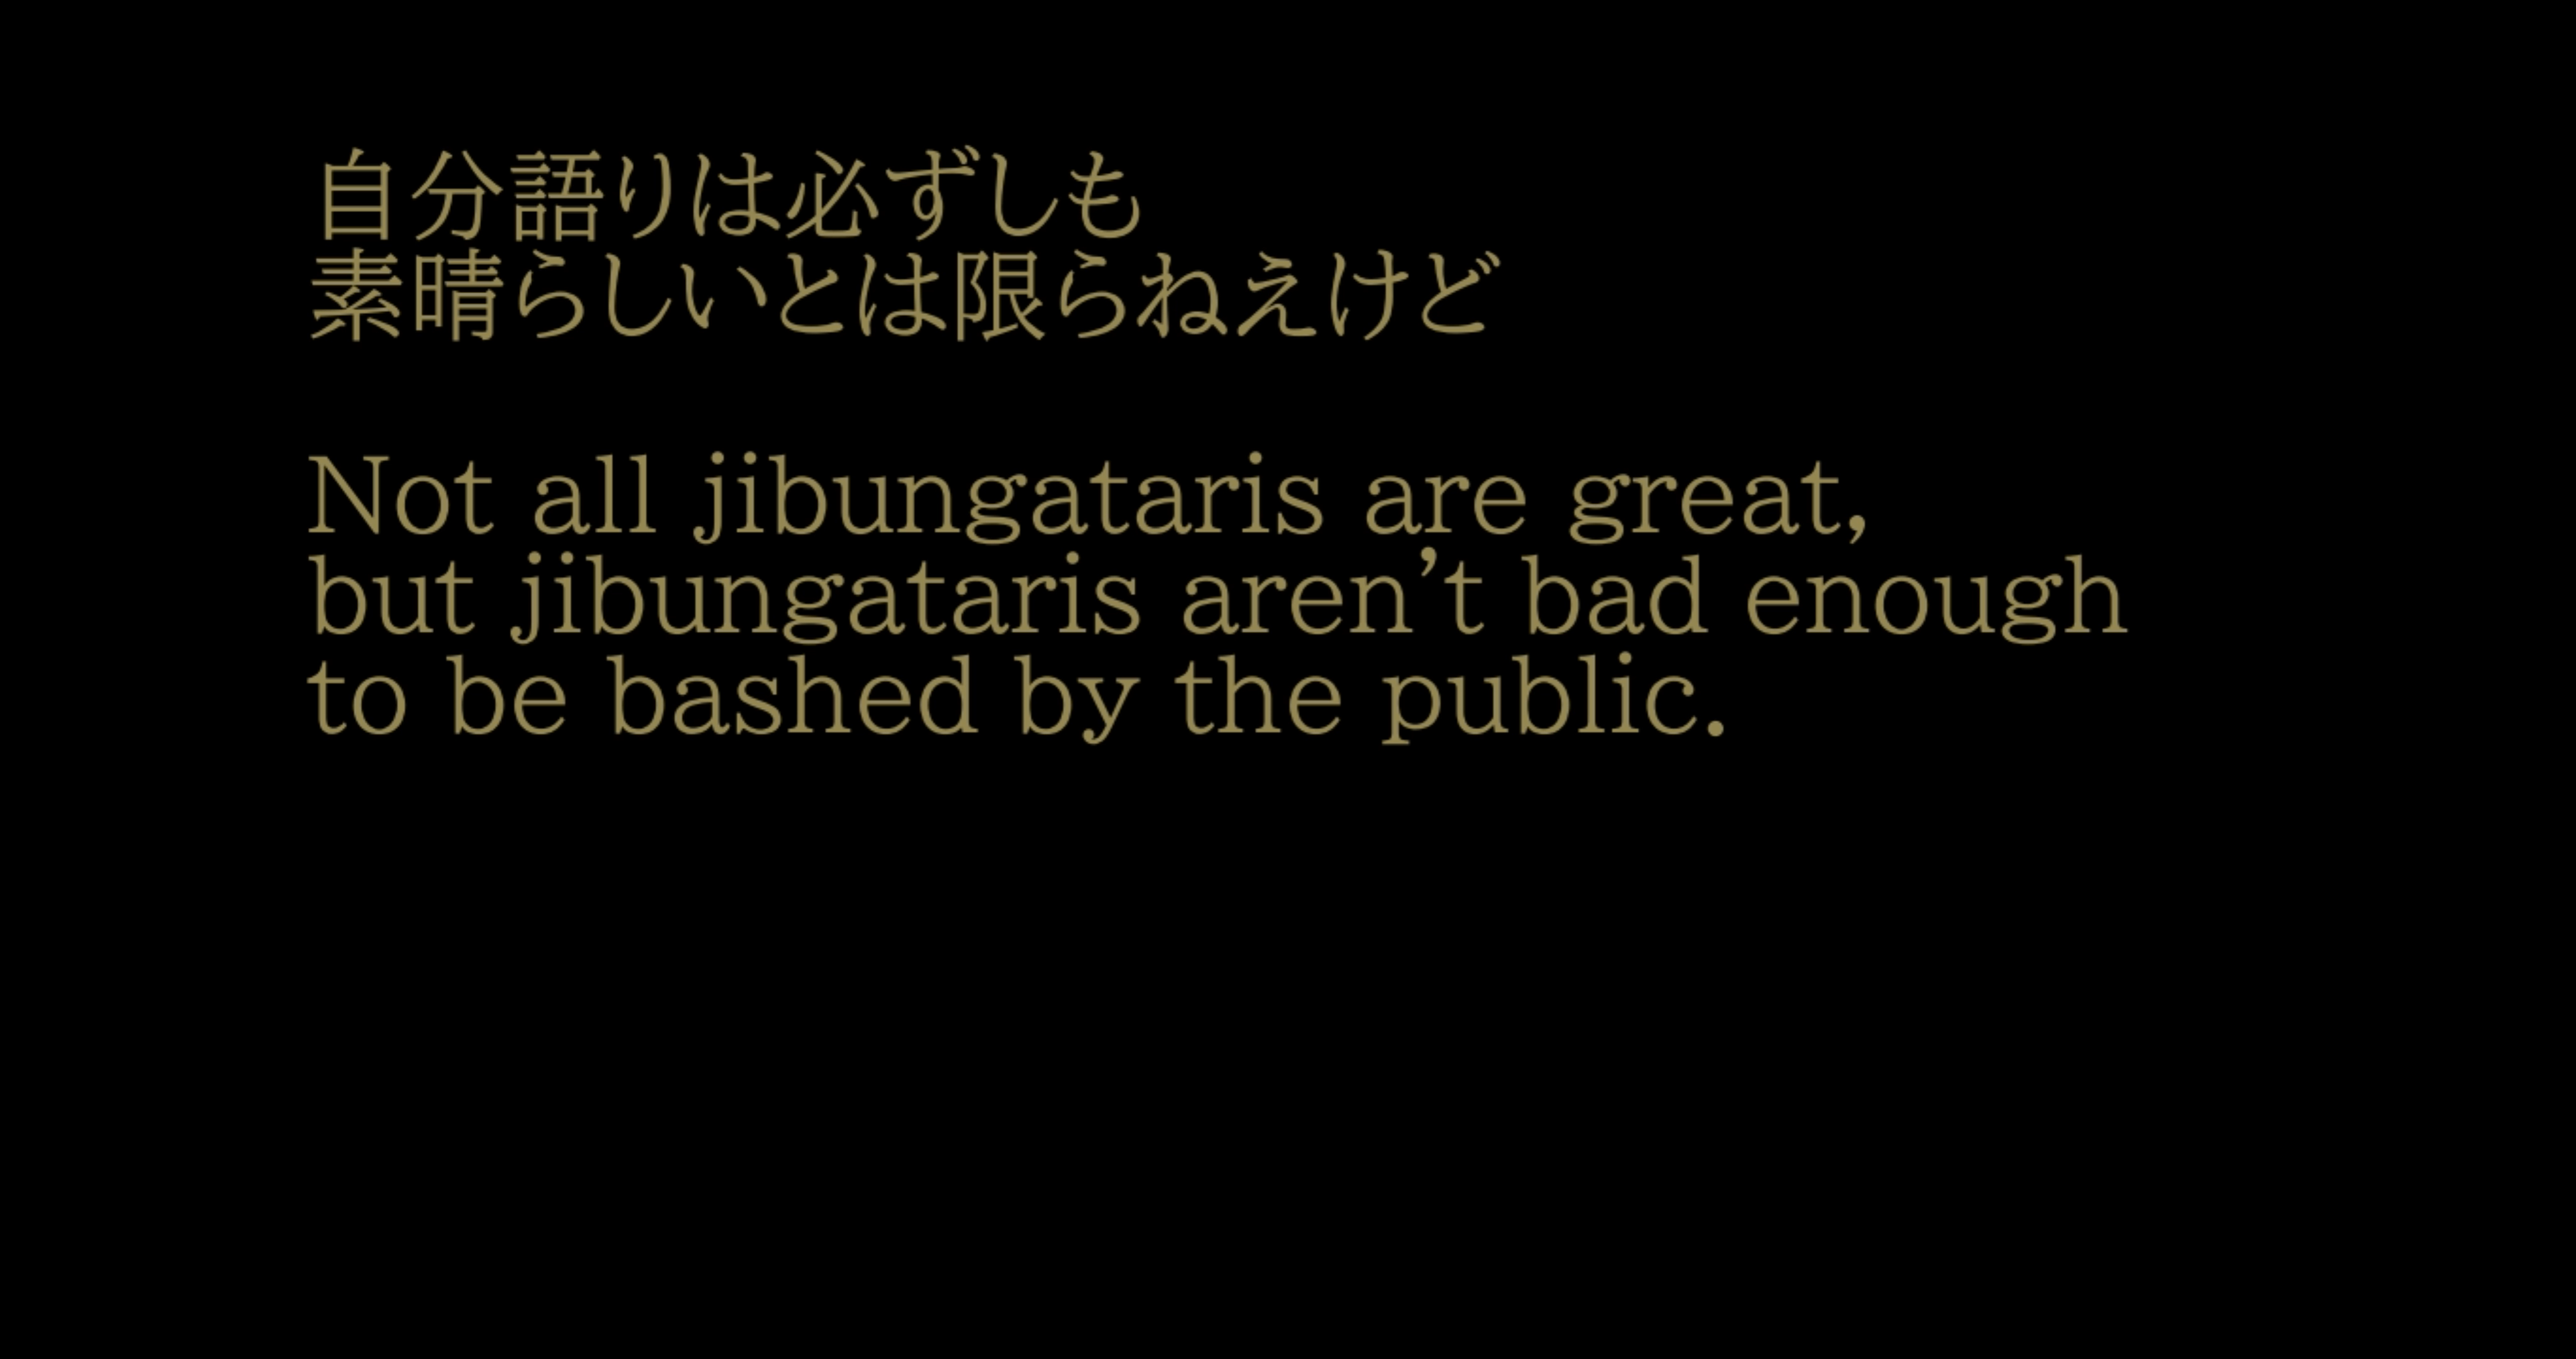 自分語りは必ずしも
素晴らしいとは限らねえけど
Not all jibungataris are great,
but jibungataris aren’t bad enough
to be bashed by the public.